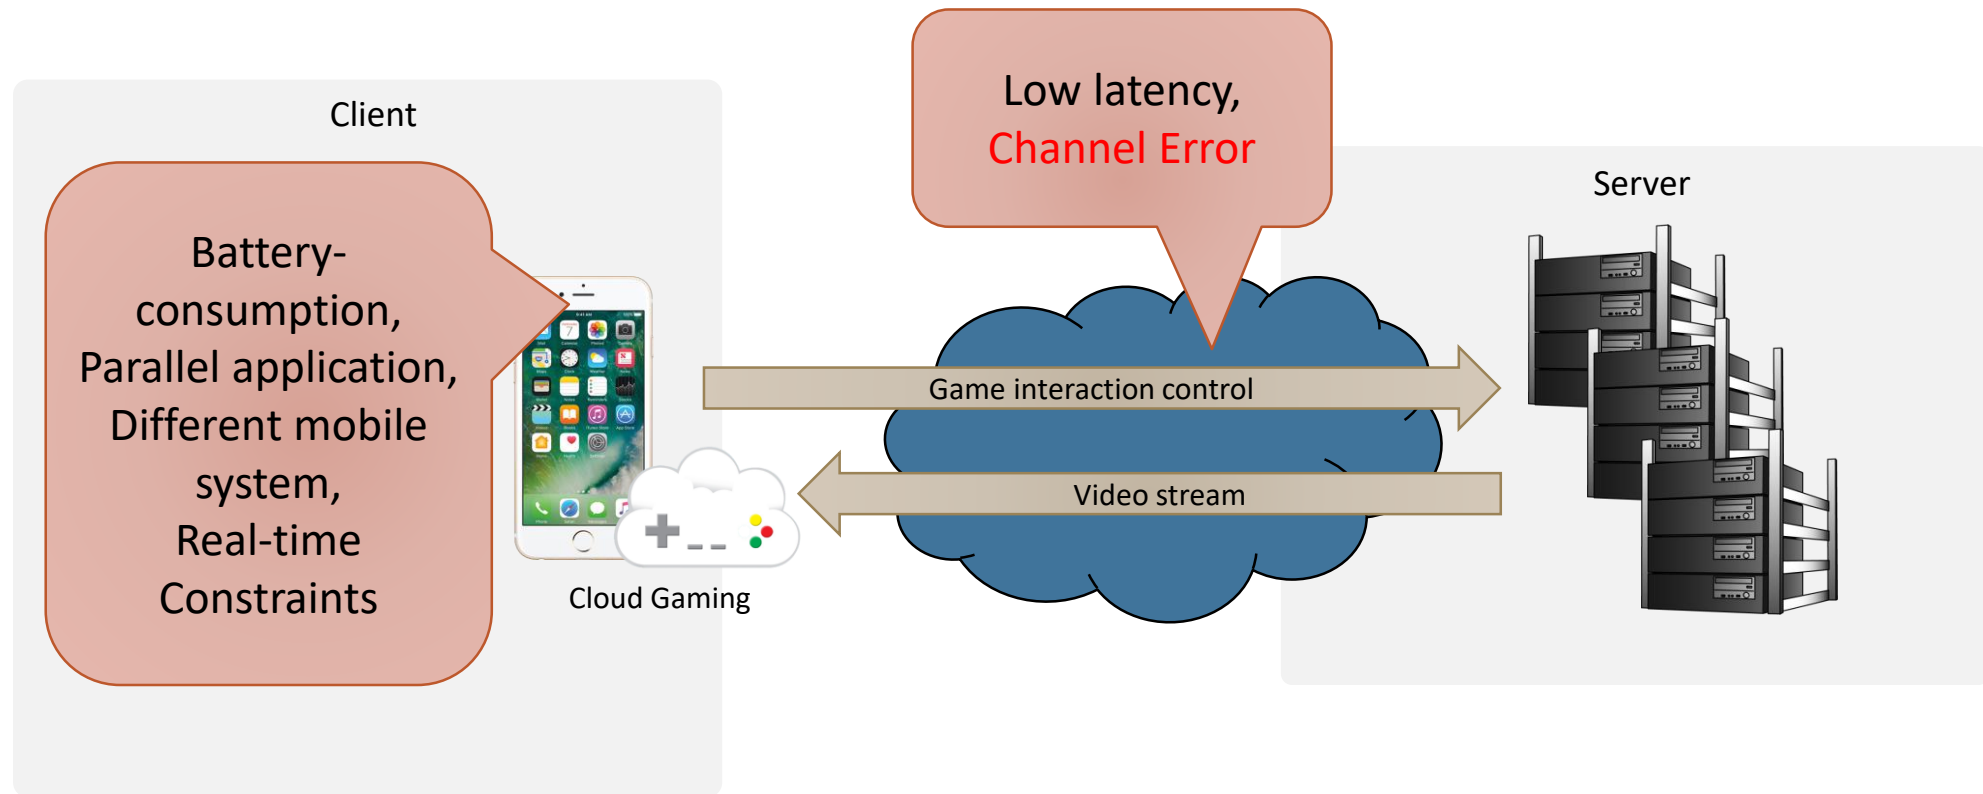 Client
Battery-
consumption,
Parallel application,
Different mobile
system,
Real-time
Constraints
Cloud Gaming
Low latency,
Channel Error
Game interaction control
Video stream
Server